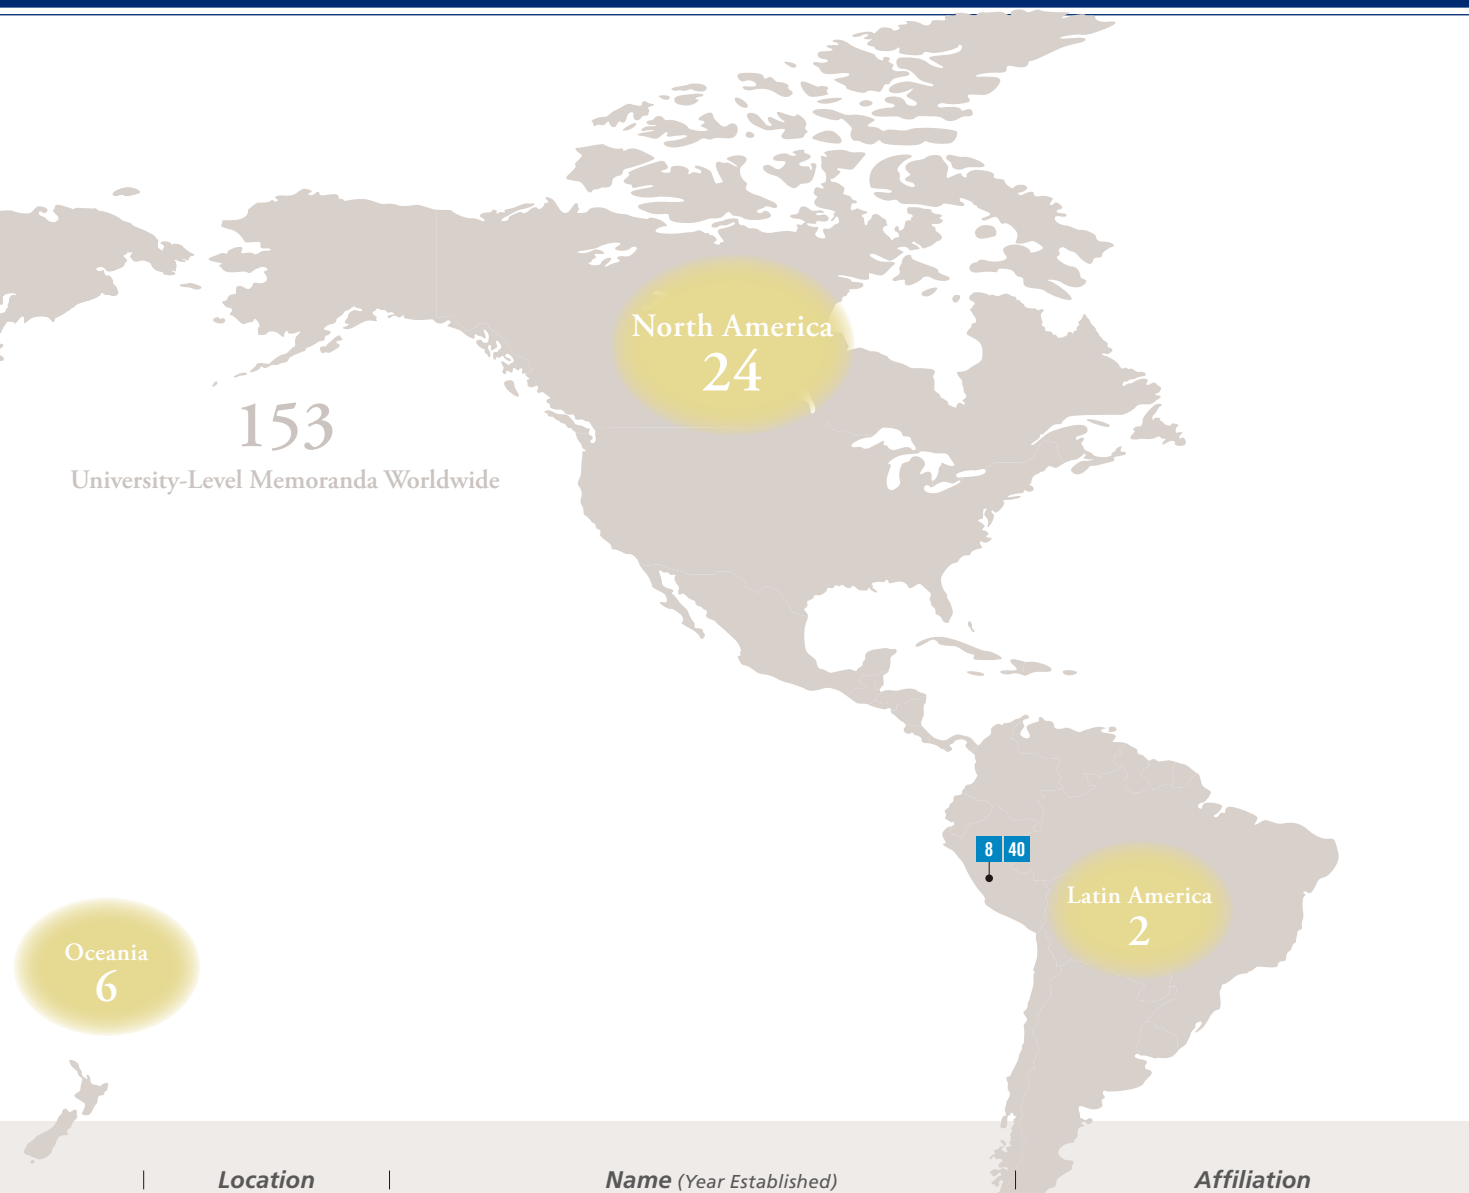 North America
24
153
University-Level Memoranda Worldwide
8 40
Latin America
2
Oceania
6
Location Name (Year Established) Affiliation